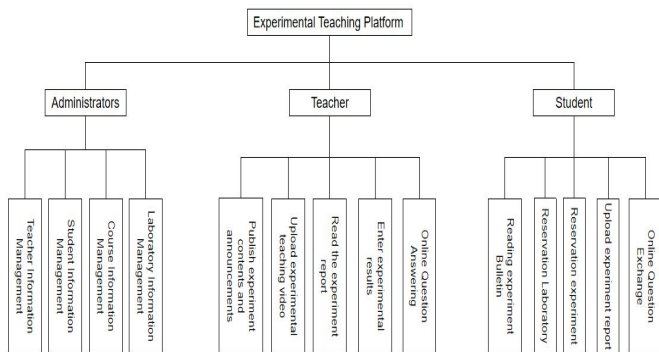 Experimental Teaching Platform
Administrators
Teacher
Student
Teacher Information
Management
Student Information
Management
Course Information
Management
Laboratory Information
Management
Publish experiment
contents and
announcements
Upload experimental
teaching video
Read the experiment
report
Enter experimental
results
Online Question
Answering
Reading experiment
Bulletin
Reservation Laboratory
Reservation experiment
Upload experiment report
Online Question
Exchange